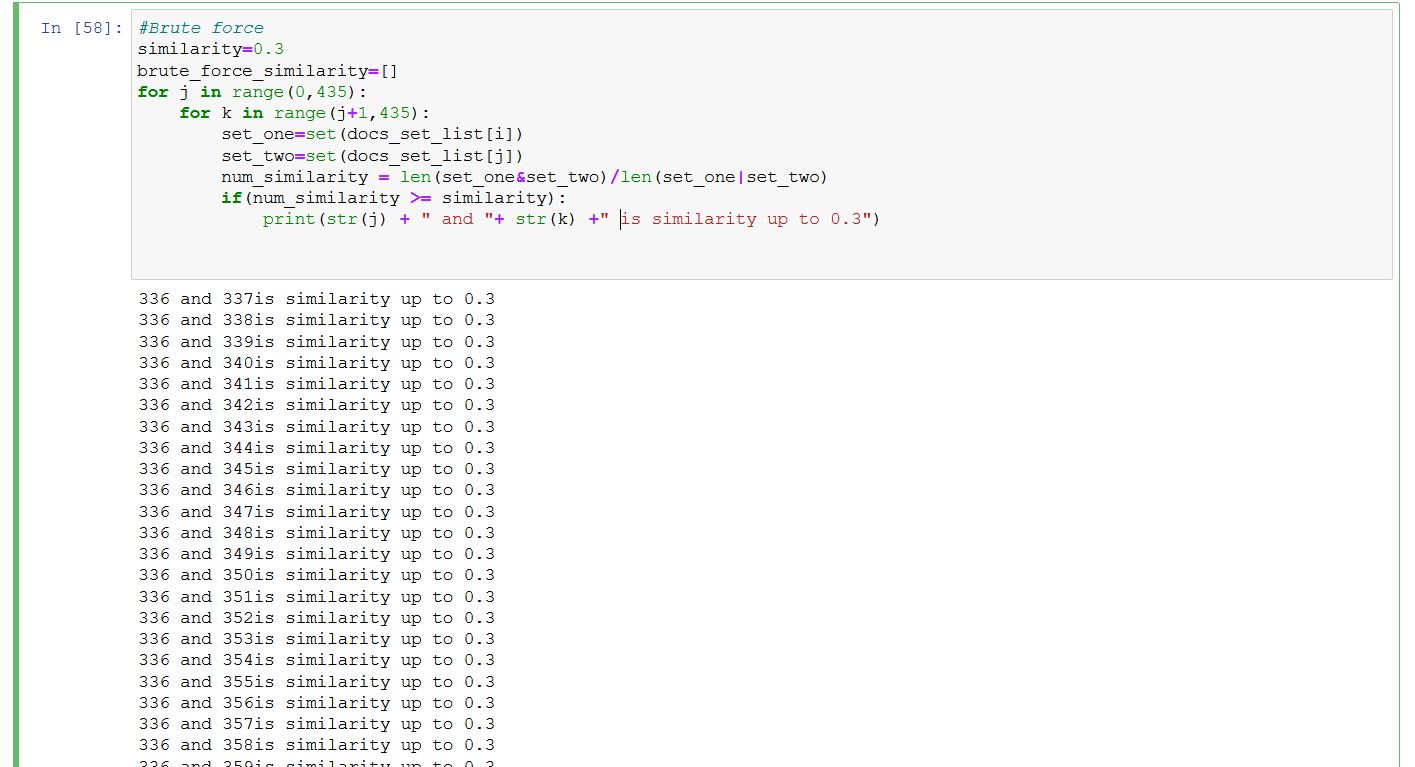 In [58]: #Brute force
similarity=0.3
brute_force_similarity=[]
for j in range(0,435):
    for k in range(j+1,435):
        set_one=set(docs_set_list[i])
        set_two=set(docs_set_list[j])
        num_similarity = len(set_one&set_two)/len(set_one|set_two)
        if(num_similarity >= similarity):
            print(str(j) + " and "+ str(k) +" is similarity up to 0.3")
336 and 337is similarity up to 0.3
336 and 338is similarity up to 0.3
336 and 339is similarity up to 0.3
336 and 340is similarity up to 0.3
336 and 341is similarity up to 0.3
336 and 342is similarity up to 0.3
336 and 343is similarity up to 0.3
336 and 344is similarity up to 0.3
336 and 345is similarity up to 0.3
336 and 346is similarity up to 0.3
336 and 347is similarity up to 0.3
336 and 348is similarity up to 0.3
336 and 349is similarity up to 0.3
336 and 350is similarity up to 0.3
336 and 351is similarity up to 0.3
336 and 352is similarity up to 0.3
336 and 353is similarity up to 0.3
336 and 354is similarity up to 0.3
336 and 355is similarity up to 0.3
336 and 356is similarity up to 0.3
336 and 357is similarity up to 0.3
336 and 358is similarity up to 0.3
336 and 359is similarity up to 0.3